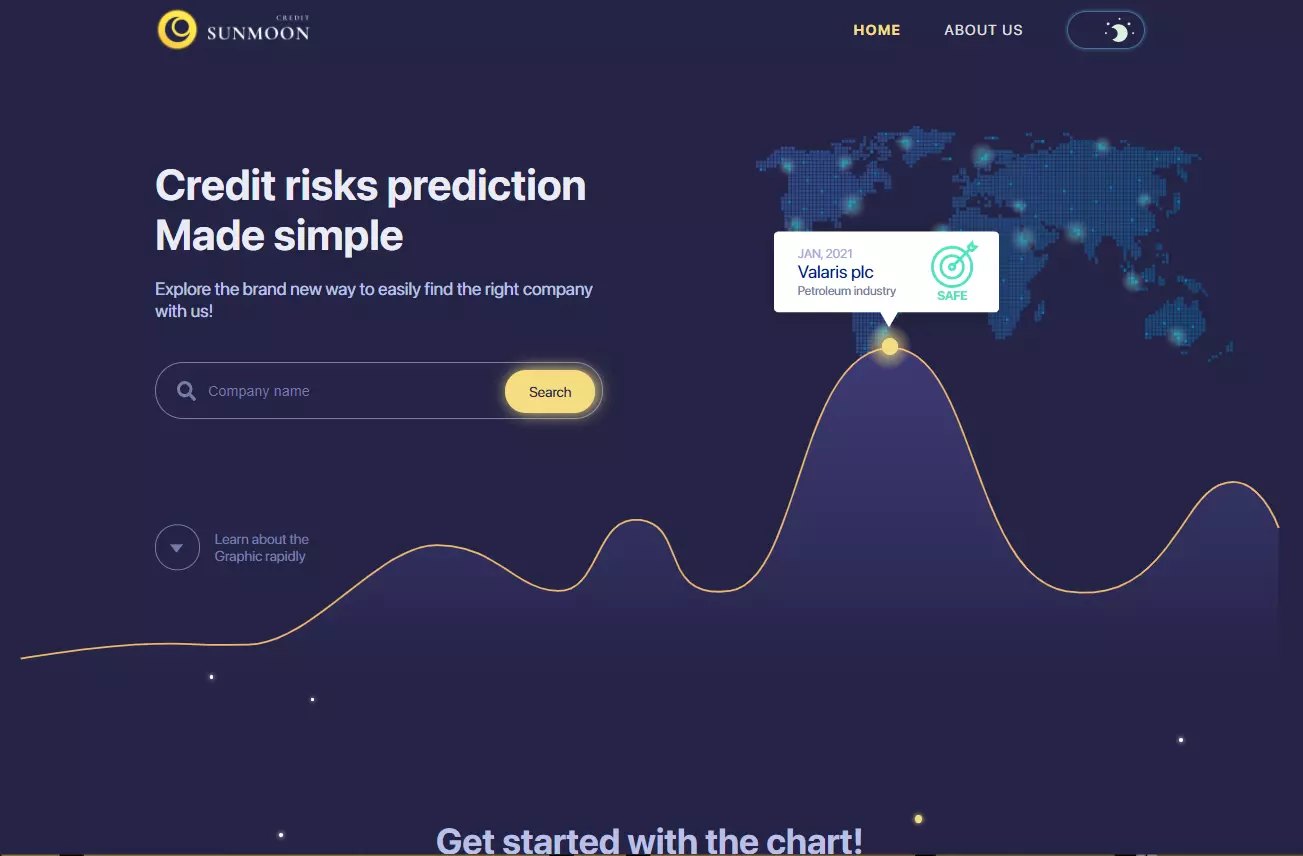 CREDIT
SUNMOON
HOME
ABOUT US
Credit risks prediction
Made simple
Explore the brand new way to easily find the right company
with us!
Company name
Search
JAN, 2021
Valaris plc
Petroleum industry
SAFE
Learn about the
Graphic rapidly
Get started with the chart!